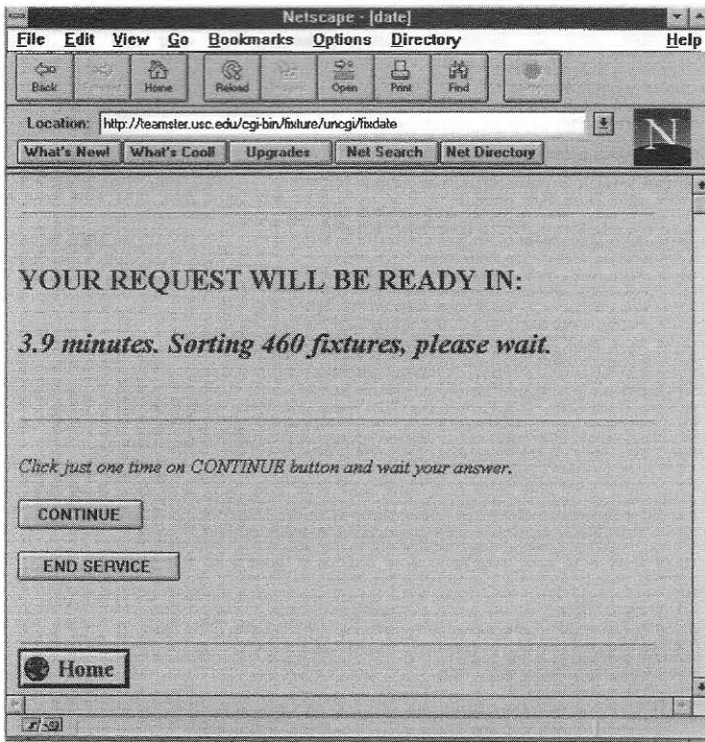 Netscape - [date]
File Edit View Go Bookmarks Options Directory Help
Back Home Reload Open Print Find
Location: http://teamster.usc.edu/cgi-bin/fixture/uncgi/fixdate
What's New! What's Cool! Upgrades Net Search Net Directory
N
YOUR REQUEST WILL BE READY IN:
3.9 minutes. Sorting 460 fixtures, please wait.
Click just one time on CONTINUE button and wait your answer.
CONTINUE
END SERVICE
Home